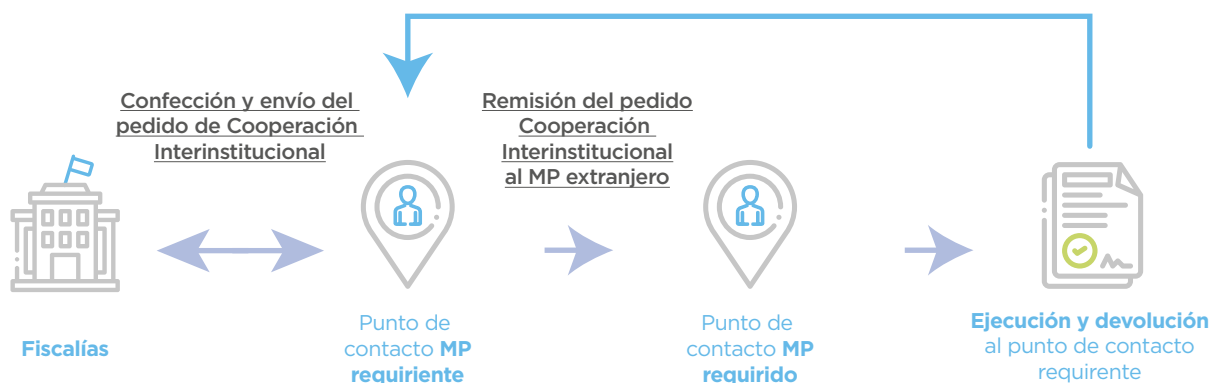 Confección y envío del
pedido de Cooperación
Interinstitucional
Remisión del pedido
Cooperación
Interinstitucional
al MP extranjero
Fiscalías
Punto de
contacto MP
requiriente
Punto de
contacto MP
requirido
Ejecución y devolución
al punto de contacto
requirente